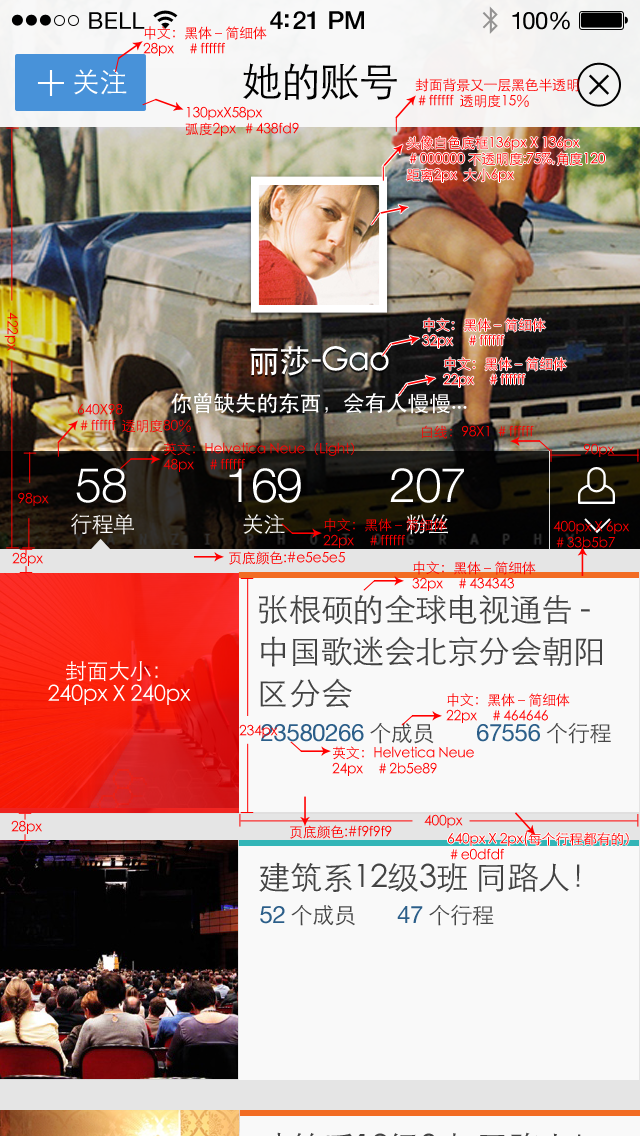 BELL
4:21 PM
100%
中文：黑体－简细体
28px # ffffff
关注
她的账号
130pxX58px
弧度2px # 438fd9
封面背景又一层黑色半透明
# ffffff 透明度15%
头像白色底框136px X 136px
# 000000 不透明度:75%,角度120
距离2px 大小6px
422px
中文：黑体－简细体
32px # ffffff
丽莎-Gao
中文：黑体－简细体
22px # ffffff
你曾缺失的东西，会有人慢慢...
640X98
# ffffff 透明度80%
白线：98X1 # ffffff
英文：Helvetica Neue（Light）
48px # ffffff
90px
98px
58
169
207
行程单
关注
粉丝
中文：黑体－简细体
22px #0ffffff
400px X 6px
# 33b5b7
28px
页底颜色:#e5e5e5
中文：黑体－简细体
32px # 434343
封面大小：
240px X 240px
张根硕的全球电视通告 -
中国歌迷会北京分会朝阳
区分会
中文：黑体－简细体
22px # 464646
234px
23580266 个成员 67556 个行程
英文：Helvetica Neue
24px # 2b5e89
28px
400px
页底颜色:#f9f9f9
640px X 2px(每个行程都有的)
# e0dfdf
建筑系12级3班 同路人！
52 个成员 47 个行程